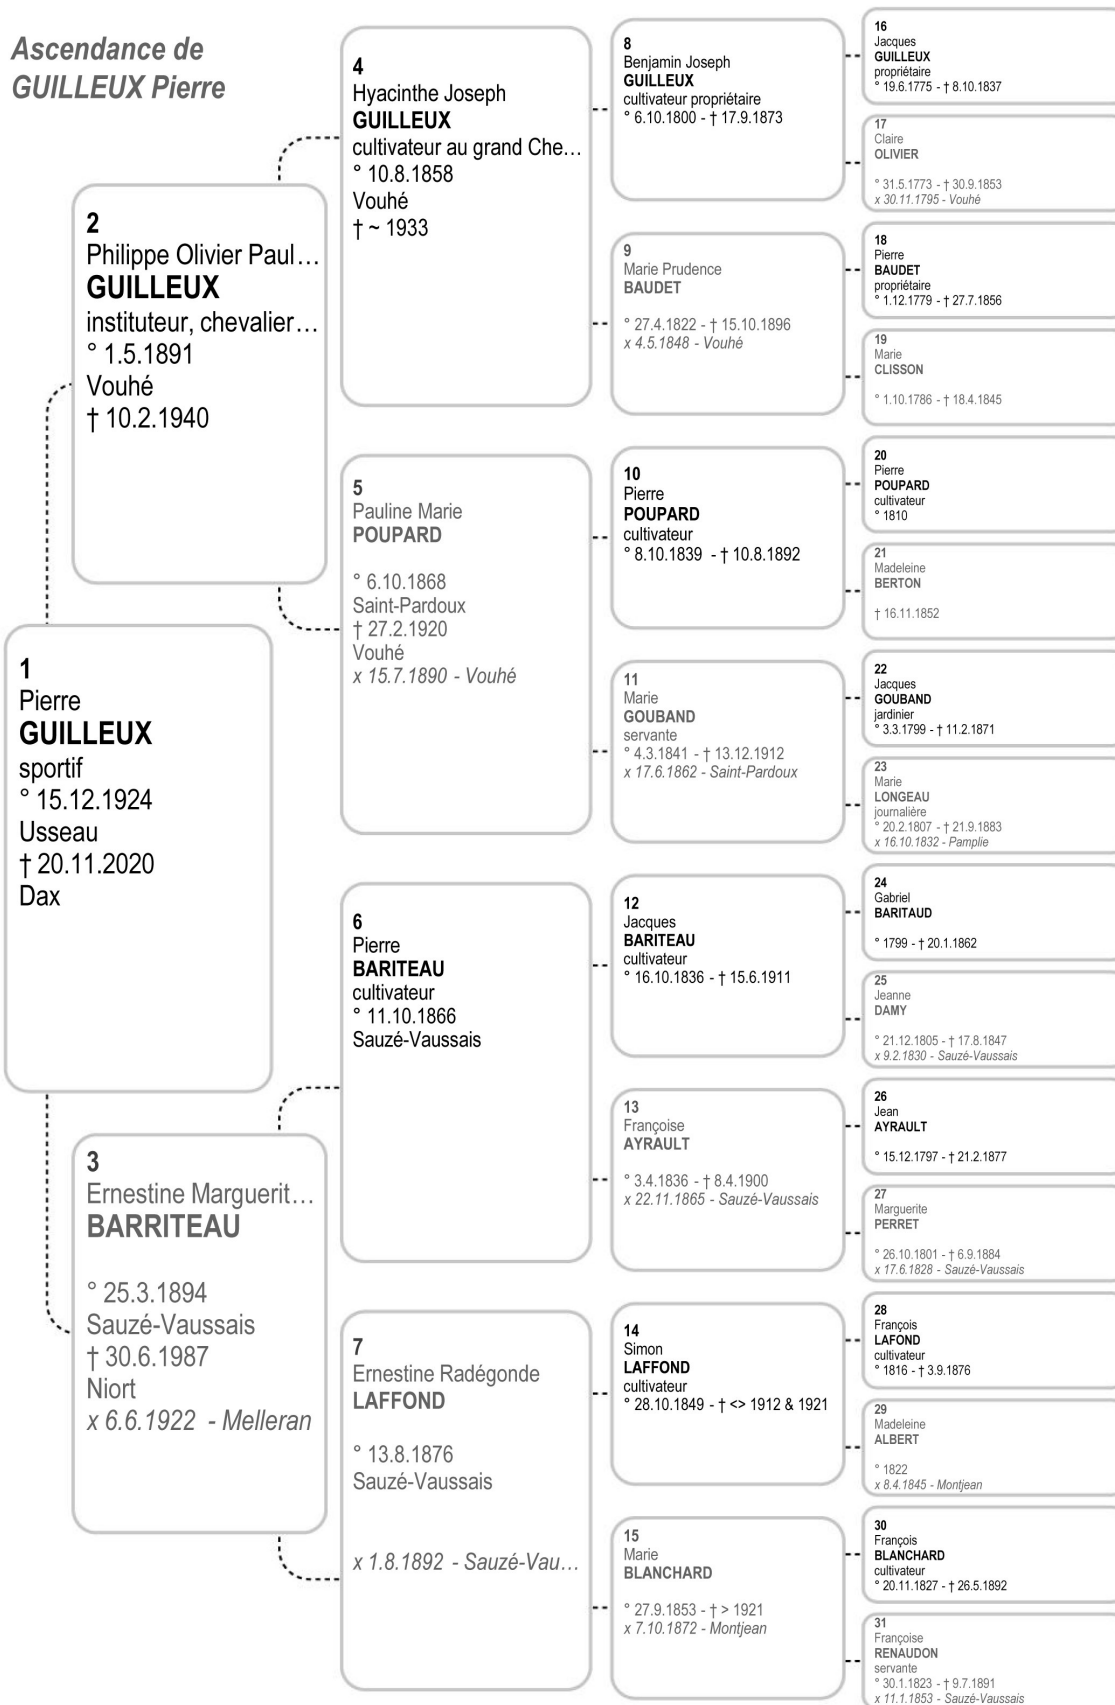 Ascendance de
GUILLEUX Pierre
1
Pierre
GUILLEUX
sportif
° 15.12.1924
Usseau
† 20.11.2020
Dax
2
Philippe Olivier Paul…
GUILLEUX
instituteur, chevalier…
° 1.5.1891
Vouhé
† 10.2.1940
3
Ernestine Marguerit…
BARRITEAU
° 25.3.1894
Sauzé-Vaussais
† 30.6.1987
Niort
x 6.6.1922 - Melleran
4
Hyacinthe Joseph
GUILLEUX
cultivateur au grand Che…
° 10.8.1858
Vouhé
† ~ 1933
5
Pauline Marie
POUPARD
° 6.10.1868
Saint-Pardoux
† 27.2.1920
Vouhé
x 15.7.1890 - Vouhé
6
Pierre
BARITEAU
cultivateur
° 11.10.1866
Sauzé-Vaussais
7
Ernestine Radégonde
LAFFOND
° 13.8.1876
Sauzé-Vaussais
x 1.8.1892 - Sauzé-Vau…
8
Benjamin Joseph
GUILLEUX
cultivateur propriétaire
° 6.10.1800 - † 17.9.1873
9
Marie Prudence
BAUDET
° 27.4.1822 - † 15.10.1896
x 4.5.1848 - Vouhé
10
Pierre
POUPARD
cultivateur
° 8.10.1839 - † 10.8.1892
11
Marie
GOUBAND
servante
° 4.3.1841 - † 13.12.1912
x 17.6.1862 - Saint-Pardoux
12
Jacques
BARITEAU
cultivateur
° 16.10.1836 - † 15.6.1911
13
Françoise
AYRAULT
° 3.4.1836 - † 8.4.1900
x 22.11.1865 - Sauzé-Vaussais
14
Simon
LAFFOND
cultivateur
° 28.10.1849 - † <> 1912 & 1921
15
Marie
BLANCHARD
° 27.9.1853 - † > 1921
x 7.10.1872 - Montjean
16
Jacques
GUILLEUX
propriétaire
° 19.6.1775 - † 8.10.1837
17
Claire
OLIVIER
° 31.5.1773 - † 30.9.1853
x 30.11.1795 - Vouhé
18
Pierre
BAUDET
propriétaire
° 1.12.1779 - † 27.7.1856
19
Marie
CLISSON
° 1.10.1786 - † 18.4.1845
20
Pierre
POUPARD
cultivateur
° 1810
21
Madeleine
BERTON
† 16.11.1852
22
Jacques
GOUBAND
jardinier
° 3.3.1799 - † 11.2.1871
23
Marie
LONGEAU
journalière
° 20.2.1807 - † 21.9.1883
x 16.10.1832 - Pamplie
24
Gabriel
BARITAUD
° 1799 - † 20.1.1862
25
Jeanne
DAMY
° 21.12.1805 - † 17.8.1847
x 9.2.1830 - Sauzé-Vaussais
26
Jean
AYRAULT
° 15.12.1797 - † 21.2.1877
27
Marguerite
PERRET
° 26.10.1801 - † 6.9.1884
x 17.6.1828 - Sauzé-Vaussais
28
François
LAFOND
cultivateur
° 1816 - † 3.9.1876
29
Madeleine
ALBERT
° 1822
x 8.4.1845 - Montjean
30
François
BLANCHARD
cultivateur
° 20.11.1827 - † 26.5.1892
31
Françoise
RENAUDON
servante
° 30.1.1823 - † 9.7.1891
x 11.1.1853 - Sauzé-Vaussais